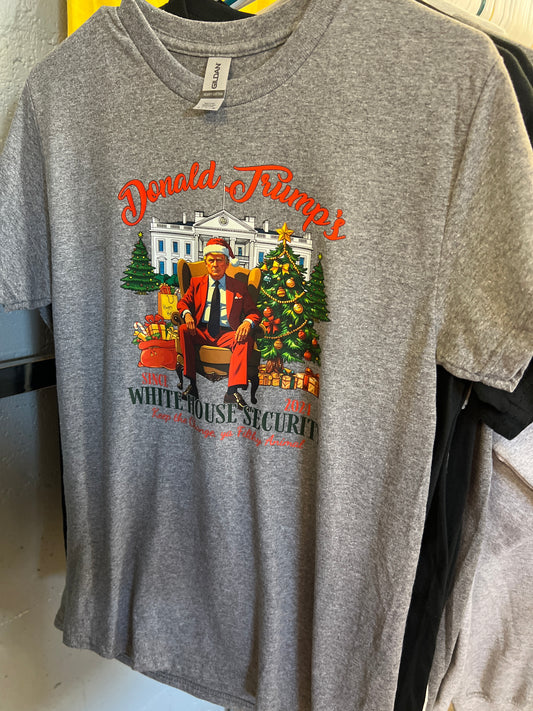 GILDAN
Donald Trump's
SINCE
WHITE HOUSE SECURIT
Keep the Change, ya Filthy Animal